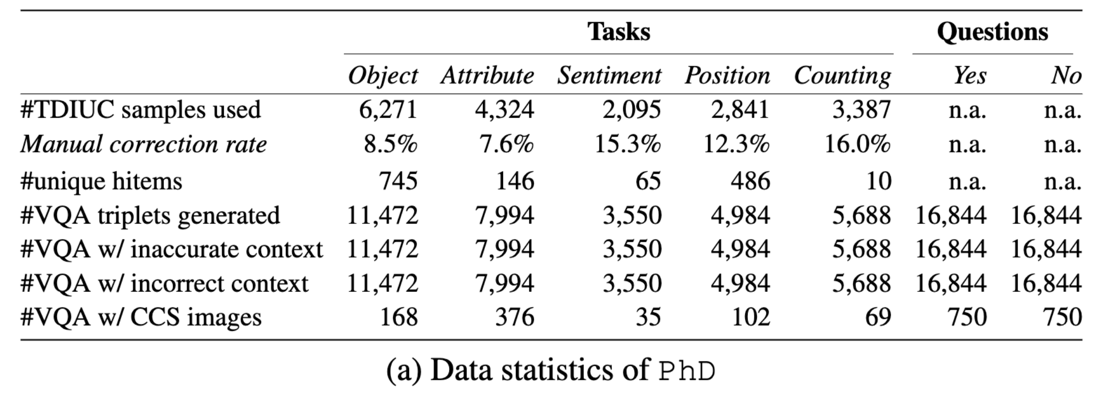 Tasks Questions
Object Attribute Sentiment Position Counting Yes No
#TDIUC samples used 6,271 4,324 2,095 2,841 3,387 n.a. n.a.
Manual correction rate 8.5% 7.6% 15.3% 12.3% 16.0% n.a. n.a.
#unique hitems 745 146 65 486 10 n.a. n.a.
#VQA triplets generated 11,472 7,994 3,550 4,984 5,688 16,844 16,844
#VQA w/ inaccurate context 11,472 7,994 3,550 4,984 5,688 16,844 16,844
#VQA w/ incorrect context 11,472 7,994 3,550 4,984 5,688 16,844 16,844
#VQA w/ CCS images 168 376 35 102 69 750 750
(a) Data statistics of PhD